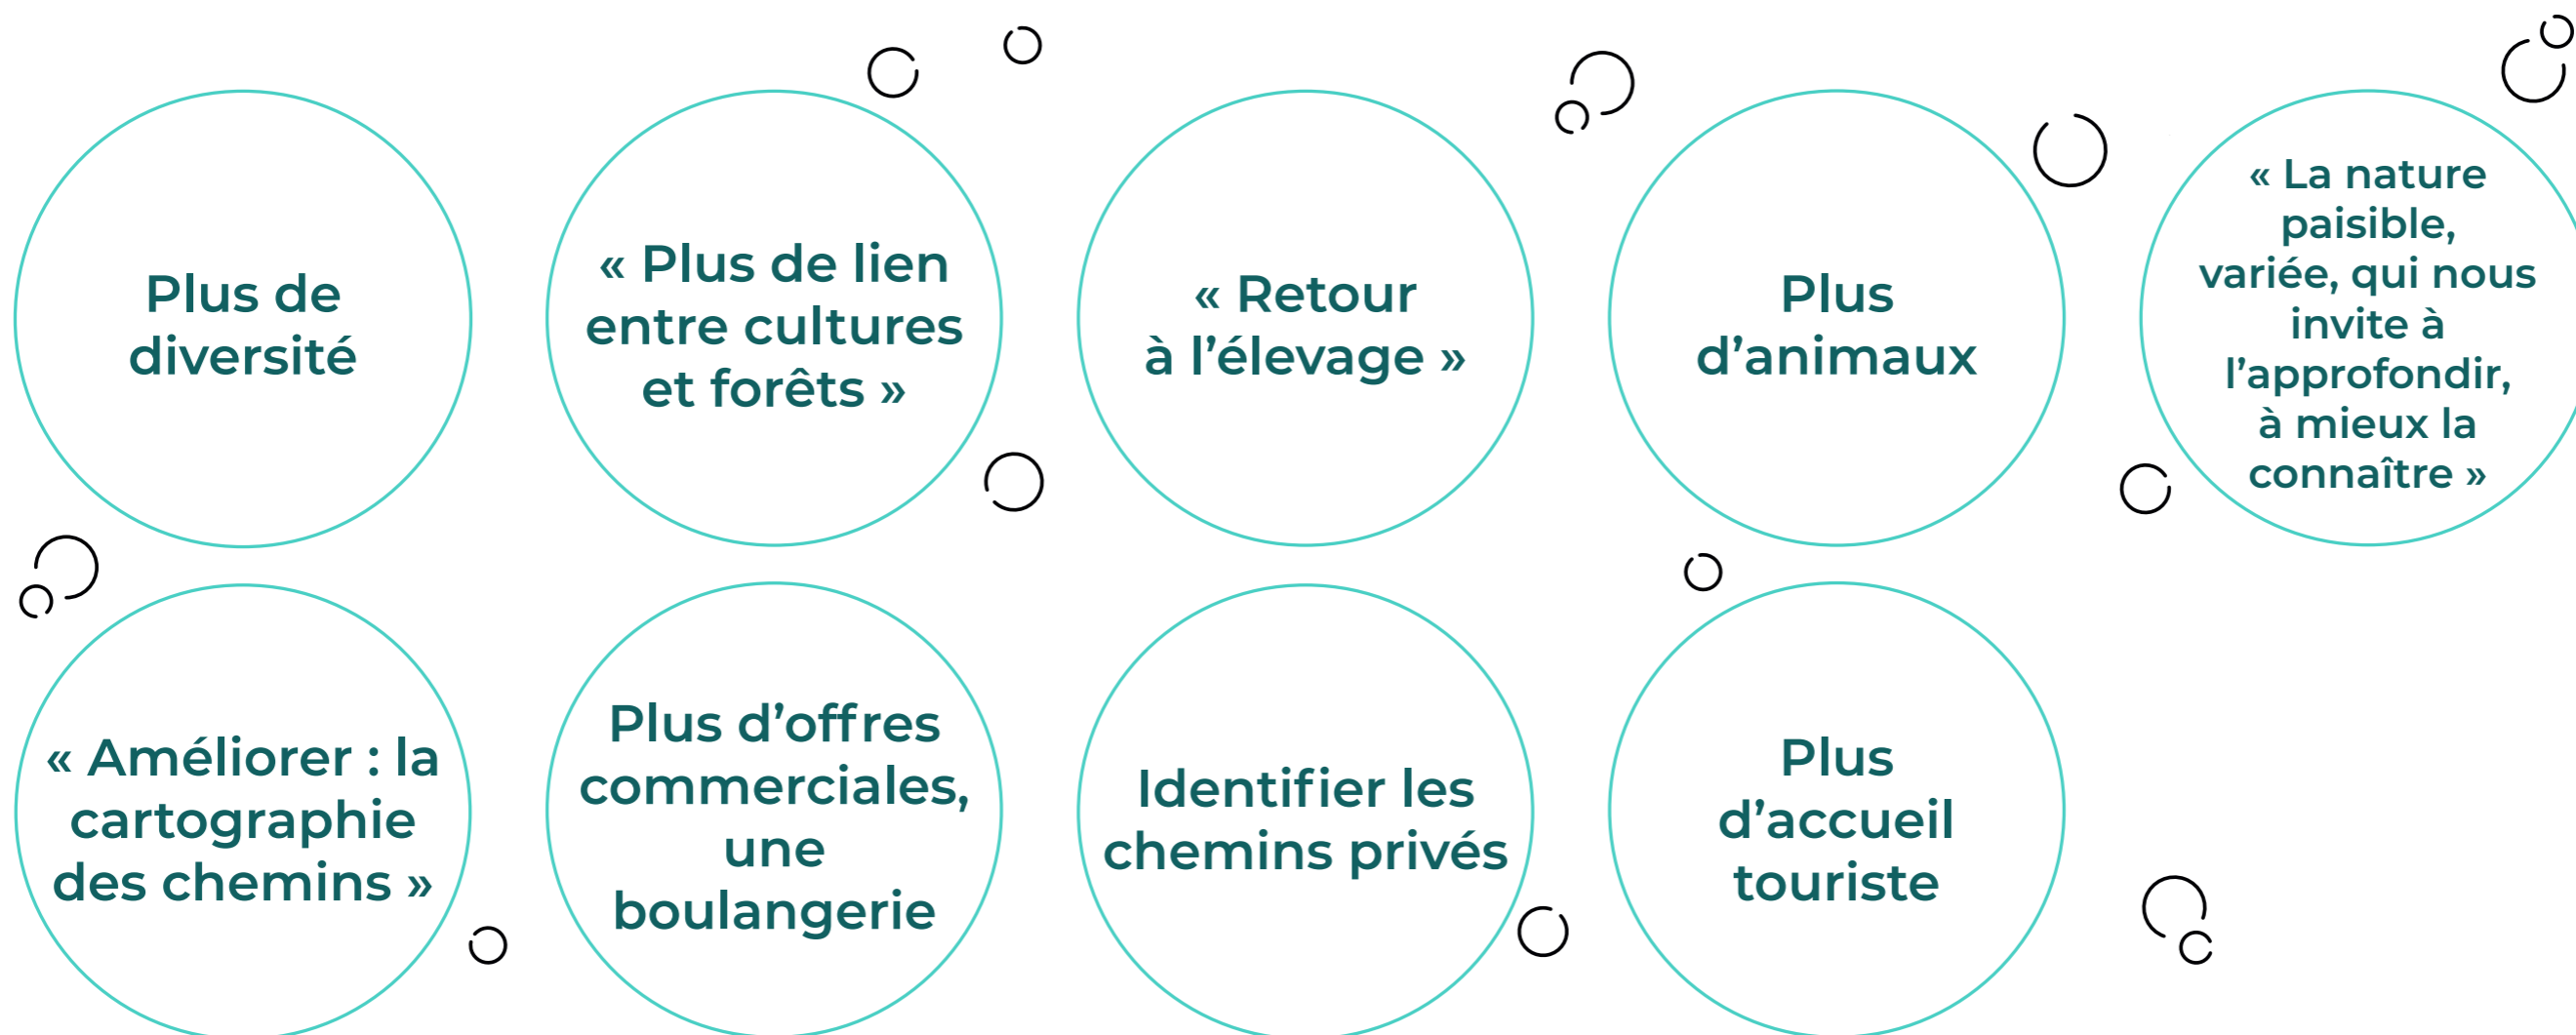 Plus de
diversité
« Plus de lien
entre cultures
et forêts »
« Retour
à l’élevage »
Plus
d’animaux
« La nature
paisible,
variée, qui nous
invite à
l’approfondir,
à mieux la
connaître »
« Améliorer : la
cartographie
des chemins »
Plus d’offres
commerciales,
une
boulangerie
Identifier les
chemins privés
Plus
d’accueil
touriste